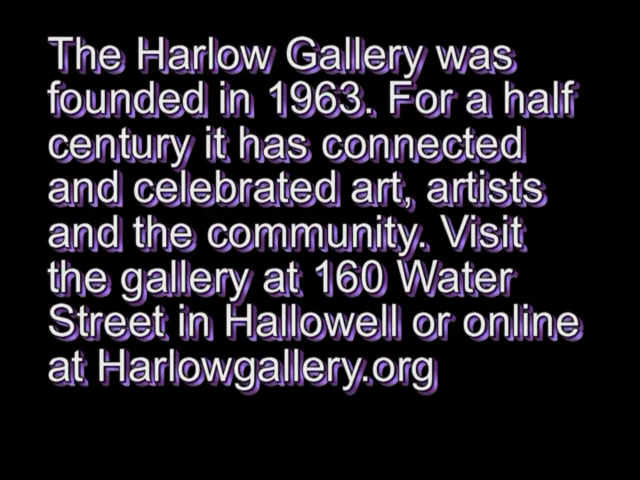 The Harlow Gallery was
founded in 1963. For a half
century it has connected
and celebrated art, artists
and the community. Visit
the gallery at 160 Water
Street in Hallowell or online
at Harlowgallery.org